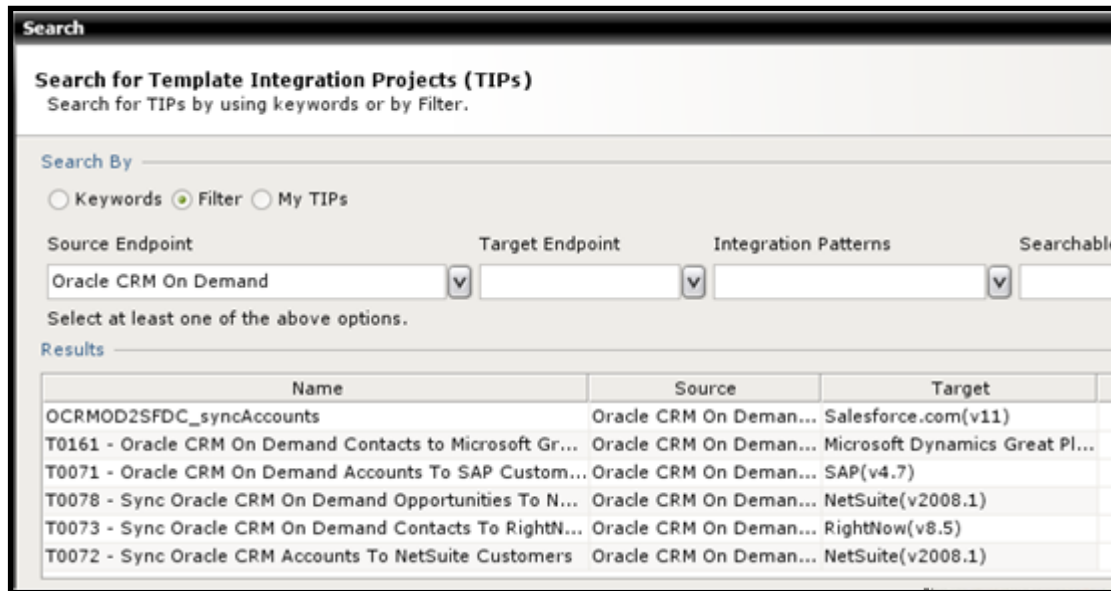 Search
Search for Template Integration Projects (TIPs)
Search for TIPs by using keywords or by Filter.
Search By
Keywords Filter My TIPs
Source Endpoint Target Endpoint Integration Patterns Searchable
Oracle CRM On Demand
Select at least one of the above options.
Results
Name Source Target
OCRMOD2SFDC_syncAccounts Oracle CRM On Deman... Salesforce.com(v11)
T0161 - Oracle CRM On Demand Contacts to Microsoft Gr... Oracle CRM On Deman... Microsoft Dynamics Great Pl...
T0071 - Oracle CRM On Demand Accounts To SAP Custom... Oracle CRM On Deman... SAP(v4.7)
T0078 - Sync Oracle CRM On Demand Opportunities To N... Oracle CRM On Deman... NetSuite(v2008.1)
T0073 - Sync Oracle CRM On Demand Contacts To RightN... Oracle CRM On Deman... RightNow(v8.5)
T0072 - Sync Oracle CRM Accounts To NetSuite Customers Oracle CRM On Deman... NetSuite(v2008.1)